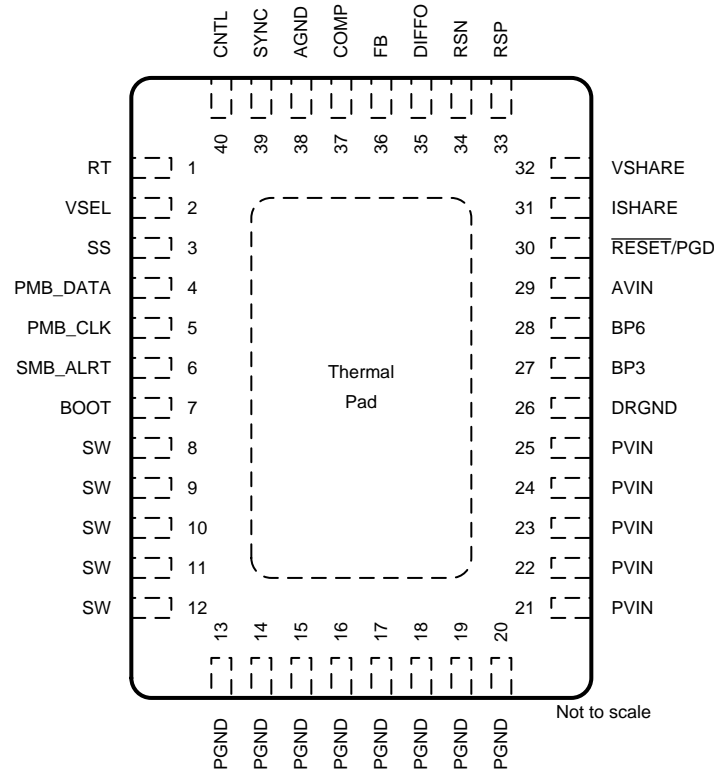 CNTL
SYNC
AGND
COMP
FB
DIFFO
RSN
RSP
40
39
38
37
36
35
34
33
RT 1
VSEL 2
SS 3
PMB_DATA 4
PMB_CLK 5
SMB_ALRT 6
BOOT 7
SW 8
SW 9
SW 10
SW 11
SW 12
Thermal
Pad
32 VSHARE
31 ISHARE
30 RESET/PGD
29 AVIN
28 BP6
27 BP3
26 DRGND
25 PVIN
24 PVIN
23 PVIN
22 PVIN
21 PVIN
13
14
15
16
17
18
19
20
PGND
PGND
PGND
PGND
PGND
PGND
PGND
PGND
Not to scale